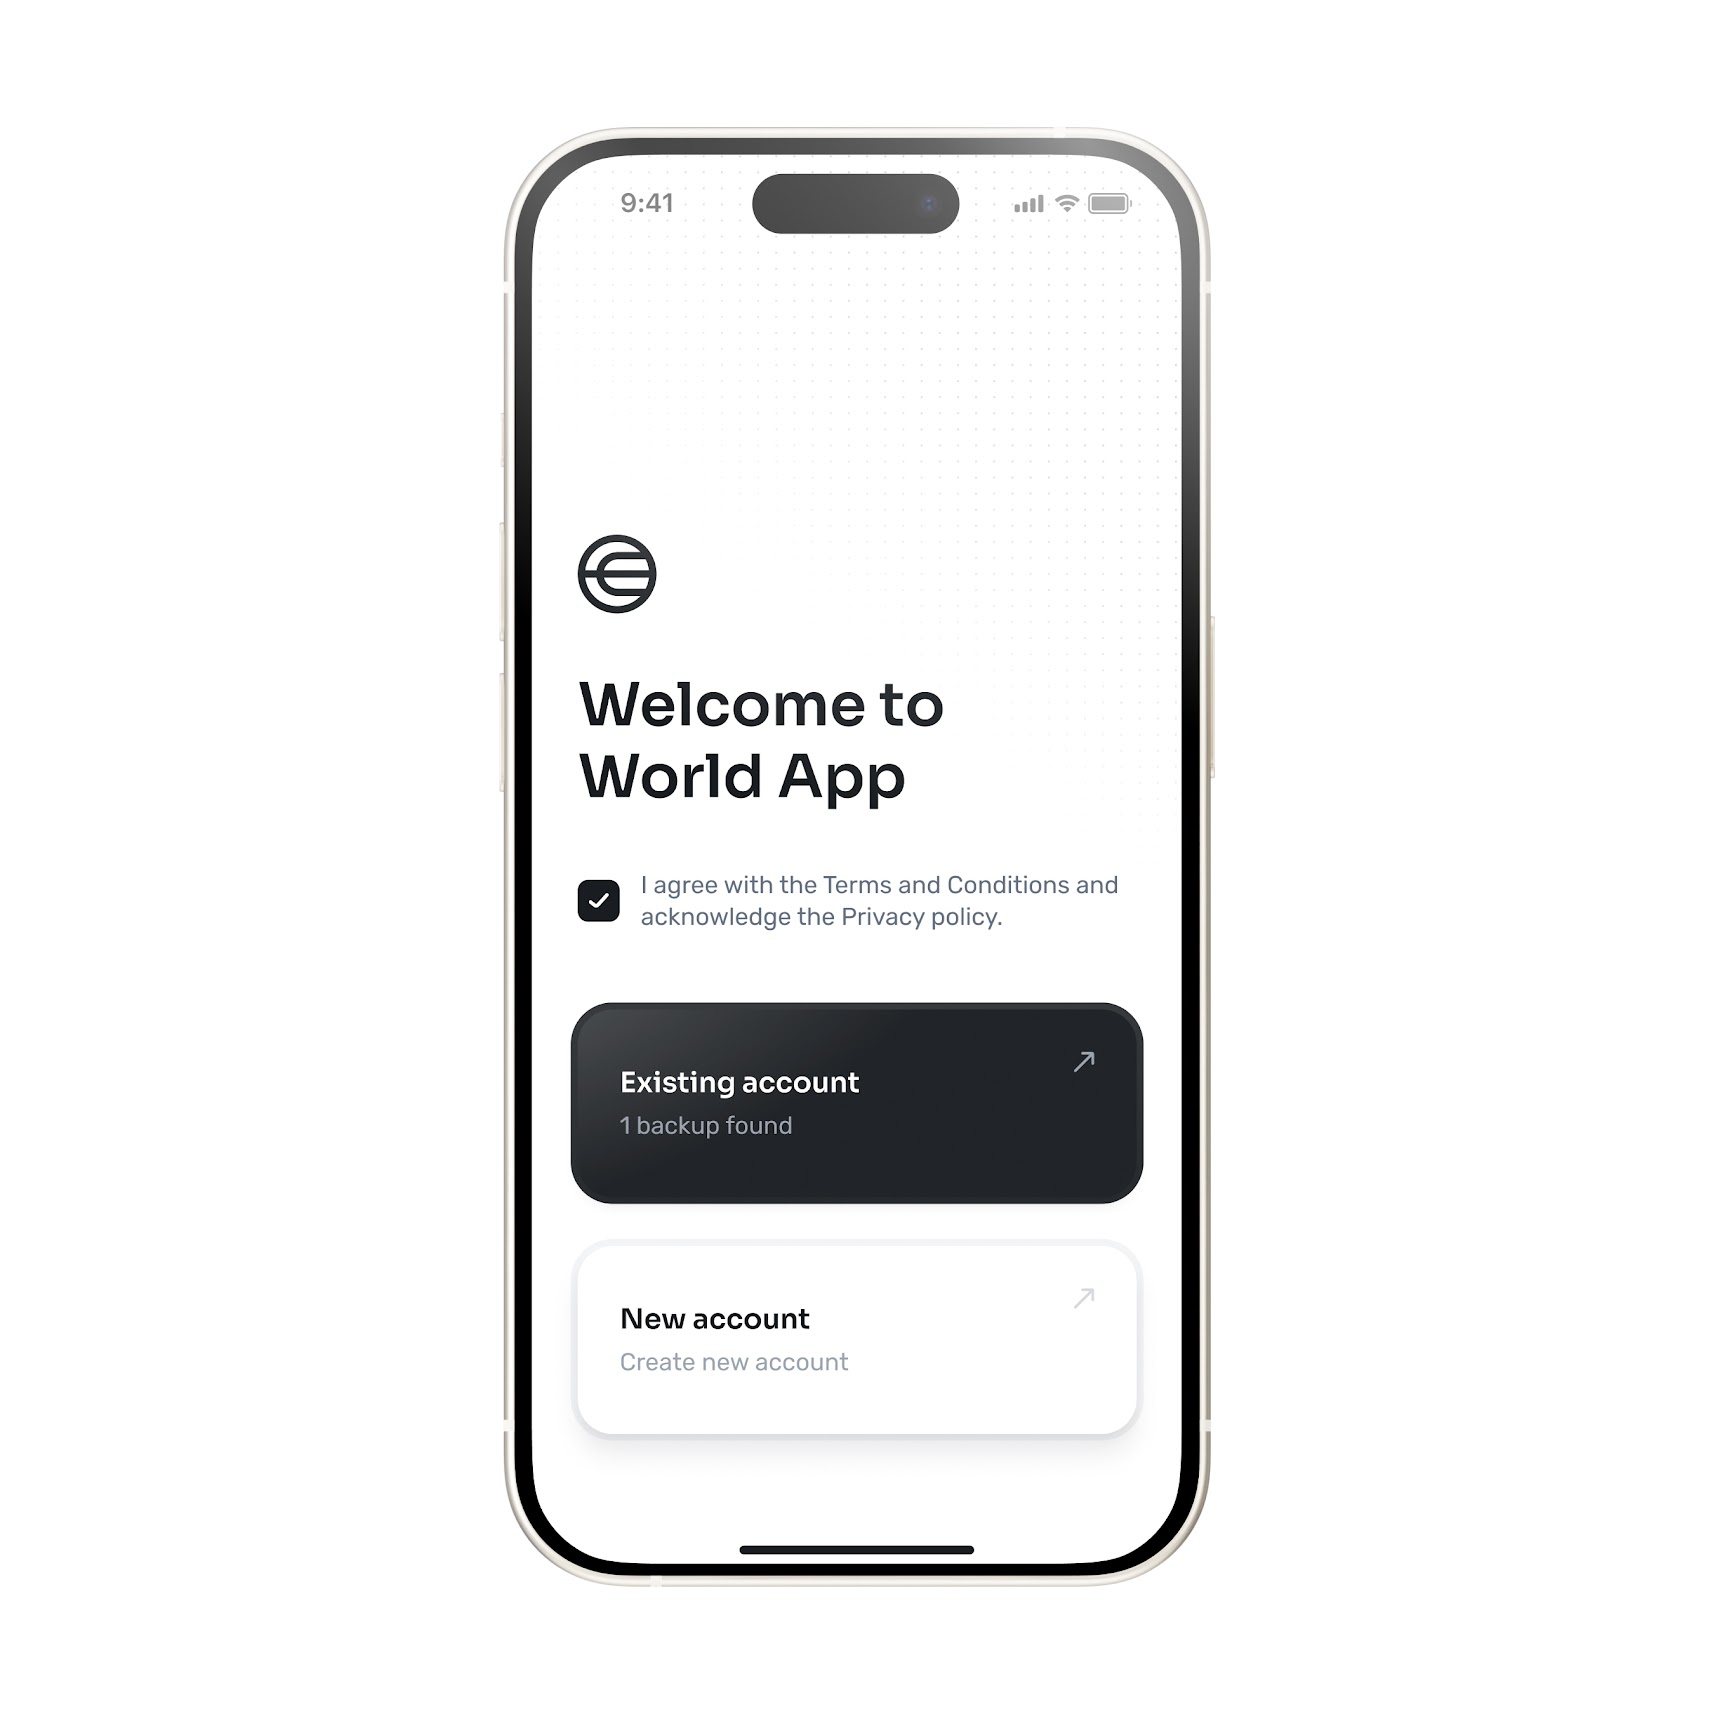 9:41
Welcome to
World App
I agree with the Terms and Conditions and
acknowledge the Privacy policy.
Existing account
1 backup found
New account
Create new account